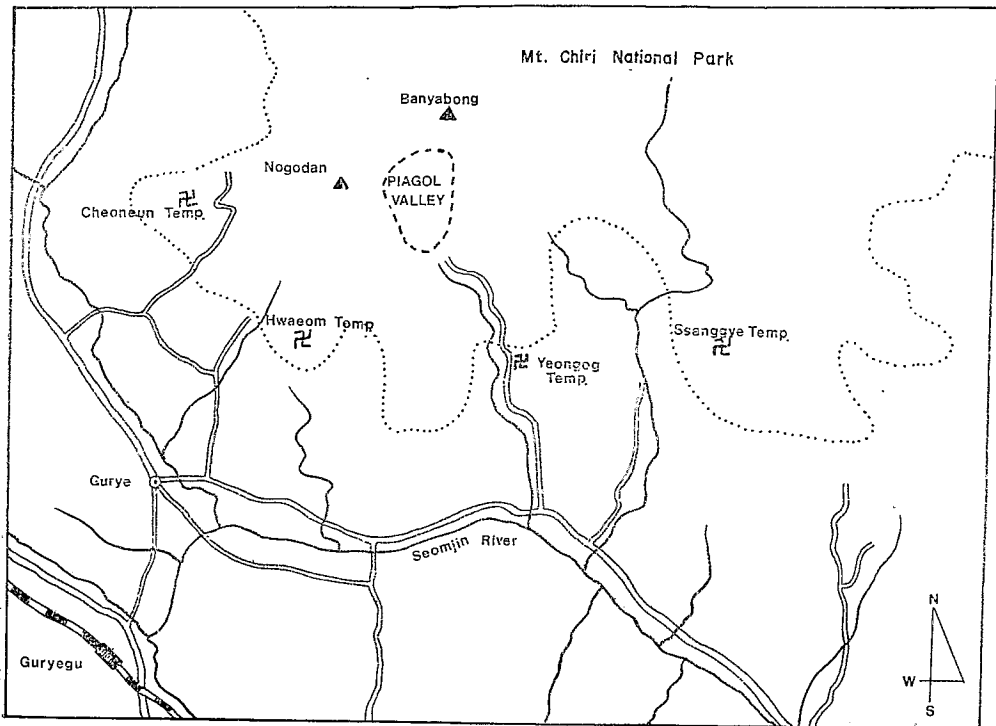 Mt. Chiri National Park
Banyabong
Nogodan
PIAGOL
VALLEY
Cheoneun Temp.
Hwaeom Temp.
Ssanggye Temp.
Yeongog
Temp.
Gurye
Seomjin River
Guryegu
N
W
S